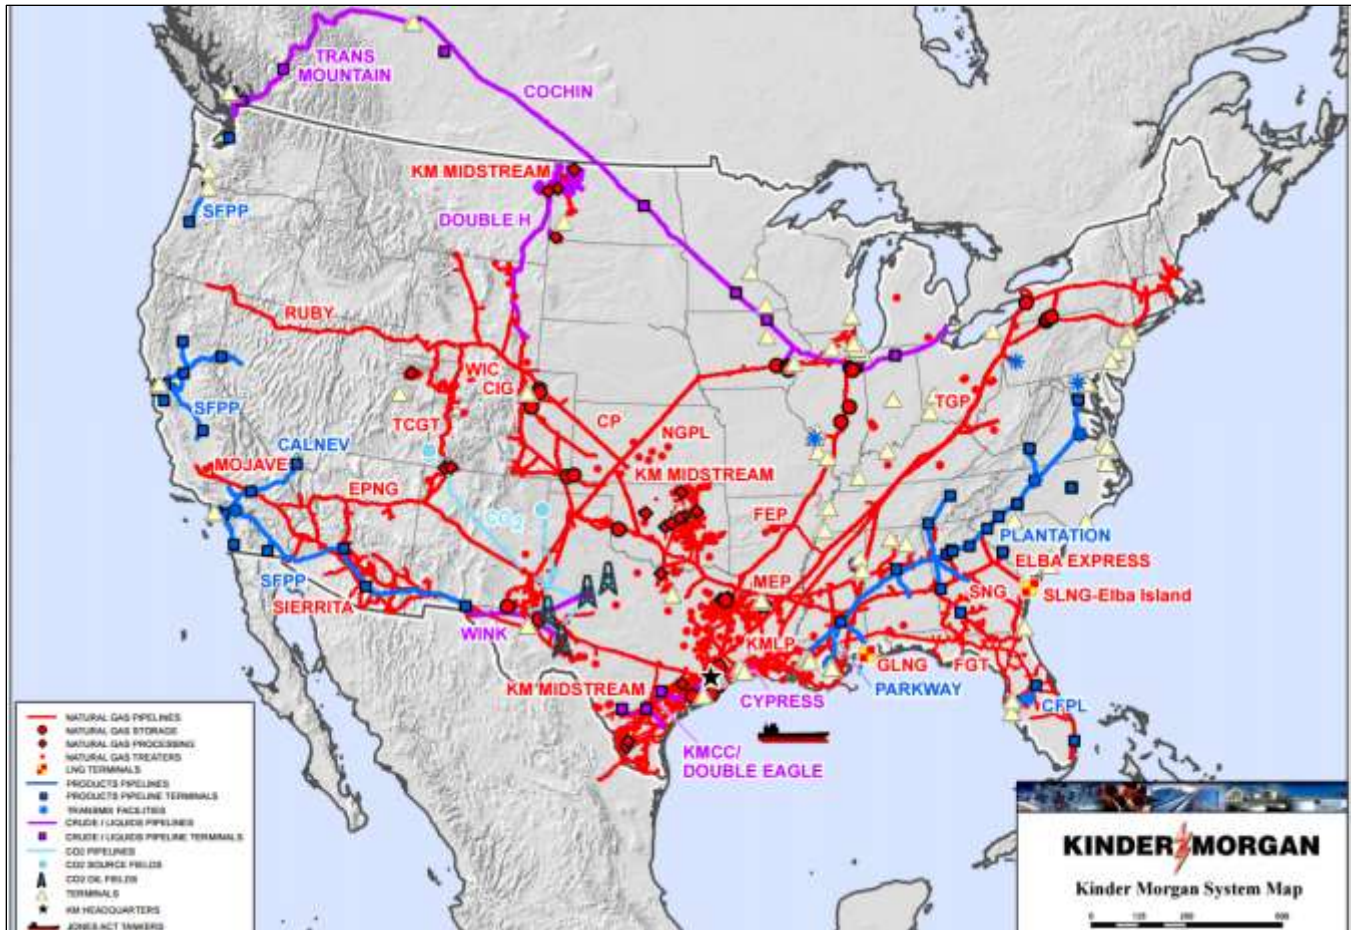 TRANS
MOUNTAIN
COCHIN
KM MIDSTREAM
SFPP
DOUBLE H
RUBY
WIC
CIG
SFPP
TCGT
CP
NGPL
TGP
CALNEV
MOJAVE
EPNG
KM MIDSTREAM
CO2
FEP
PLANTATION
SFPP
SIERRITA
MEP
ELBA EXPRESS
SNG
SLNG-Elba Island
WINK
KMLP
GLNG
FGT
KM MIDSTREAM
CYPRESS
PARKWAY
CFPL
KMCC/
DOUBLE EAGLE
NATURAL GAS PIPELINES
NATURAL GAS STORAGE
NATURAL GAS PROCESSING
NATURAL GAS TREATERS
LNG TERMINALS
PRODUCTS PIPELINES
PRODUCTS PIPELINE TERMINALS
TRANSMIX FACILITIES
CRUDE / LIQUIDS PIPELINES
CRUDE / LIQUIDS PIPELINE TERMINALS
CO2 PIPELINES
CO2 SOURCE FIELDS
CO2 OIL FIELDS
TERMINALS
KM HEADQUARTERS
JONES ACT TANKERS
KINDER MORGAN
Kinder Morgan System Map
0